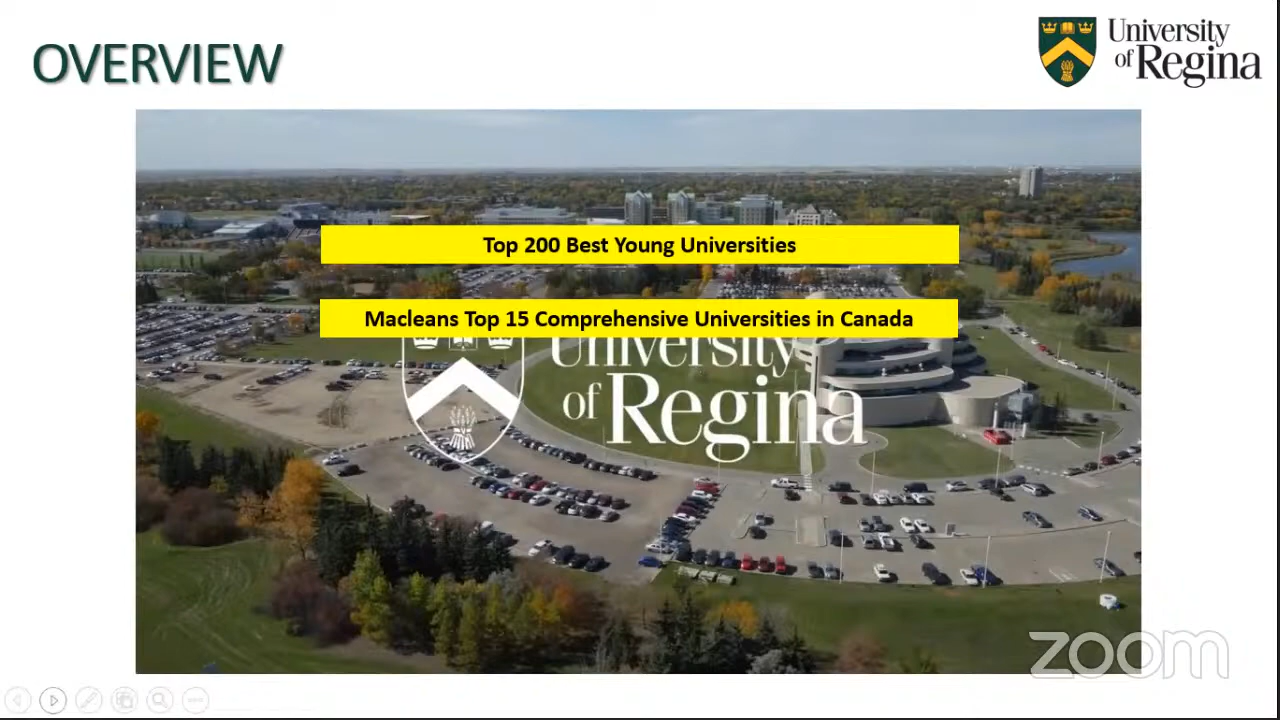 OVERVIEW
University
of Regina
Top 200 Best Young Universities
Macleans Top 15 Comprehensive Universities in Canada
University
of Regina
zoom